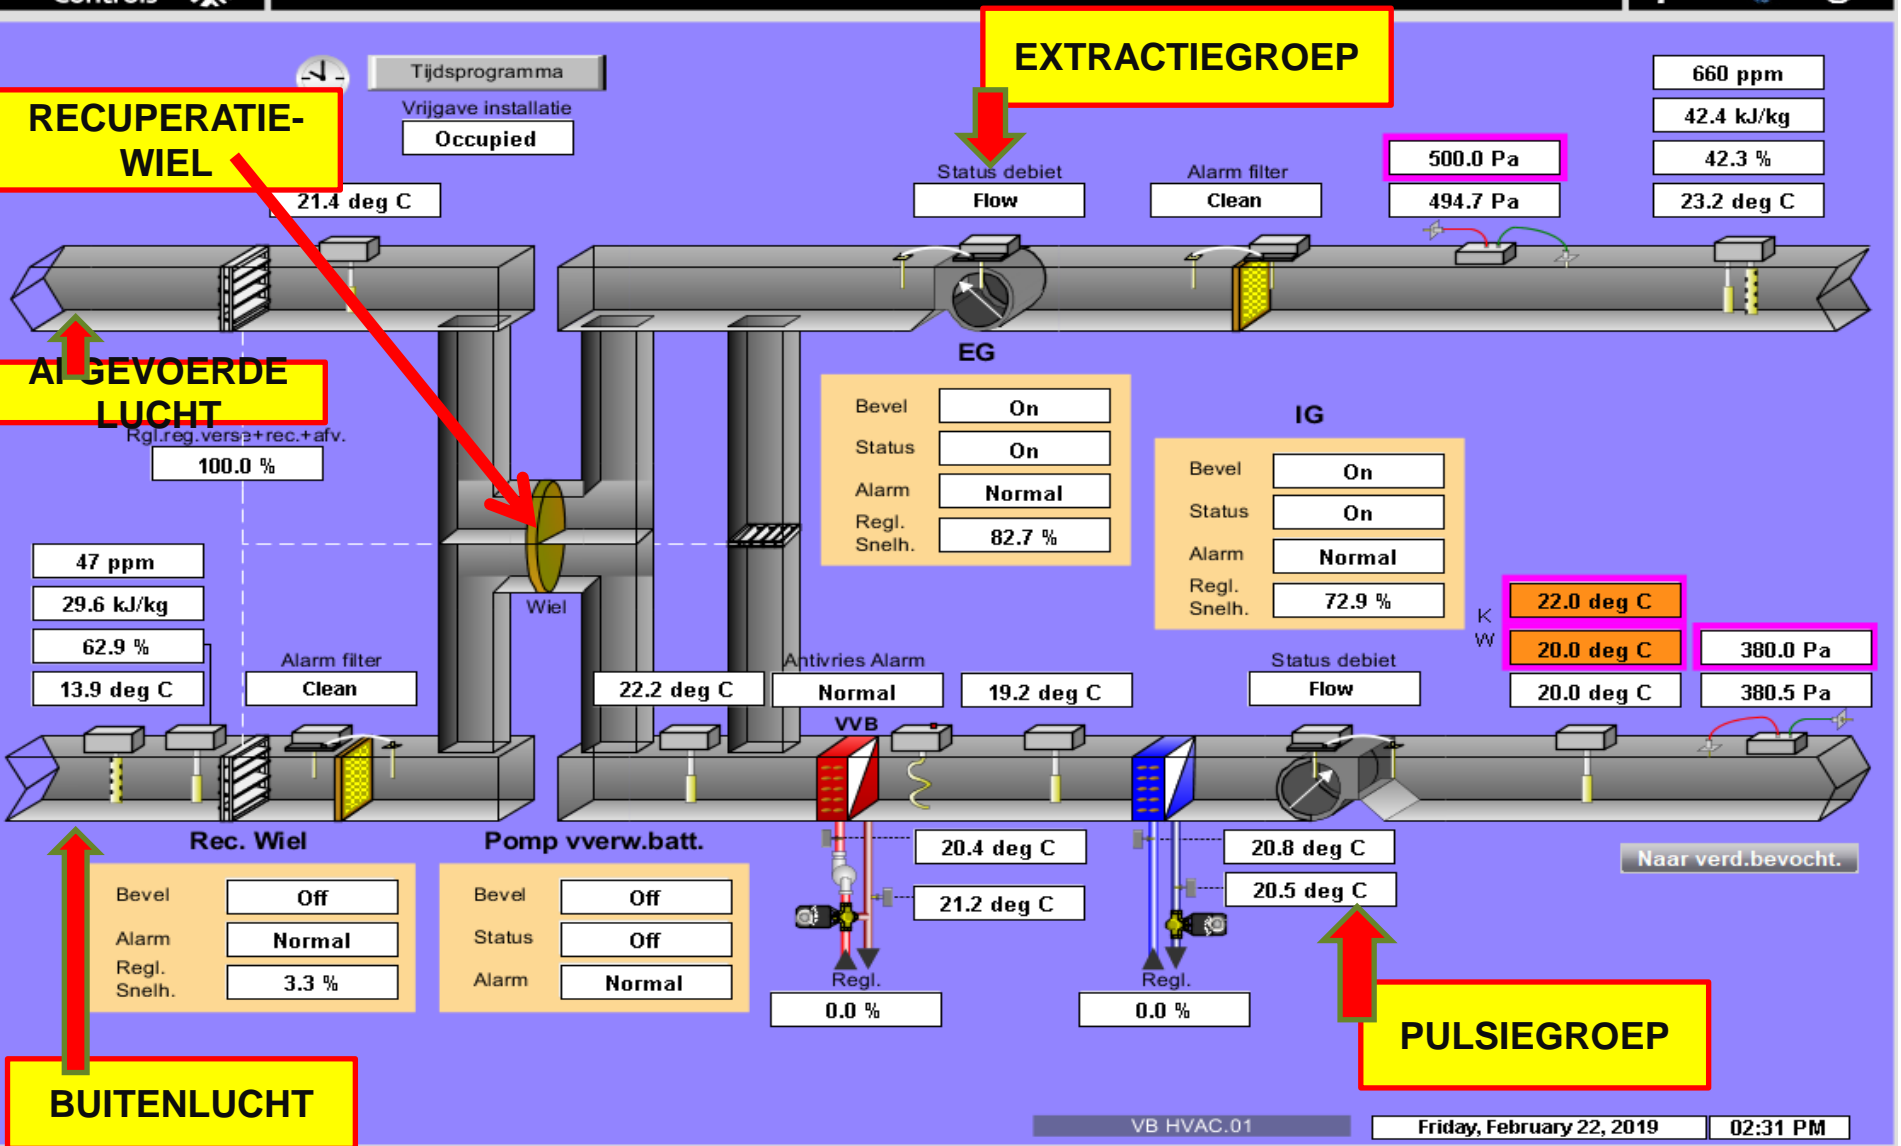 Controls
EXTRACTIEGROEP
Tijdsprogramma
Vrijgave installatie
Occupied
RECUPERATIE-
WIEL
21.4 deg C
Status debiet
Flow
Alarm filter
Clean
500.0 Pa
494.7 Pa
660 ppm
42.4 kJ/kg
42.3 %
23.2 deg C
AFGEVOERDE
LUCHT
Rgl.reg.verse+rec.+afv.
100.0 %
EG
Bevel On
Status On
Alarm Normal
Regl.
Snelh. 82.7 %
IG
Bevel On
Status On
Alarm Normal
Regl.
Snelh. 72.9 %
Wiel
47 ppm
29.6 kJ/kg
62.9 %
13.9 deg C
Alarm filter
Clean
22.2 deg C
Antivries Alarm
Normal
VVB
19.2 deg C
Status debiet
Flow
K
W
22.0 deg C
20.0 deg C
20.0 deg C
380.0 Pa
380.5 Pa
Rec. Wiel
Bevel Off
Alarm Normal
Regl.
Snelh. 3.3 %
Pomp vverw.batt.
Bevel Off
Status Off
Alarm Normal
20.4 deg C
21.2 deg C
Regl.
0.0 %
20.8 deg C
20.5 deg C
Regl.
0.0 %
Naar verd.bevocht.
PULSIEGROEP
BUITENLUCHT
VB HVAC.01
Friday, February 22, 2019
02:31 PM